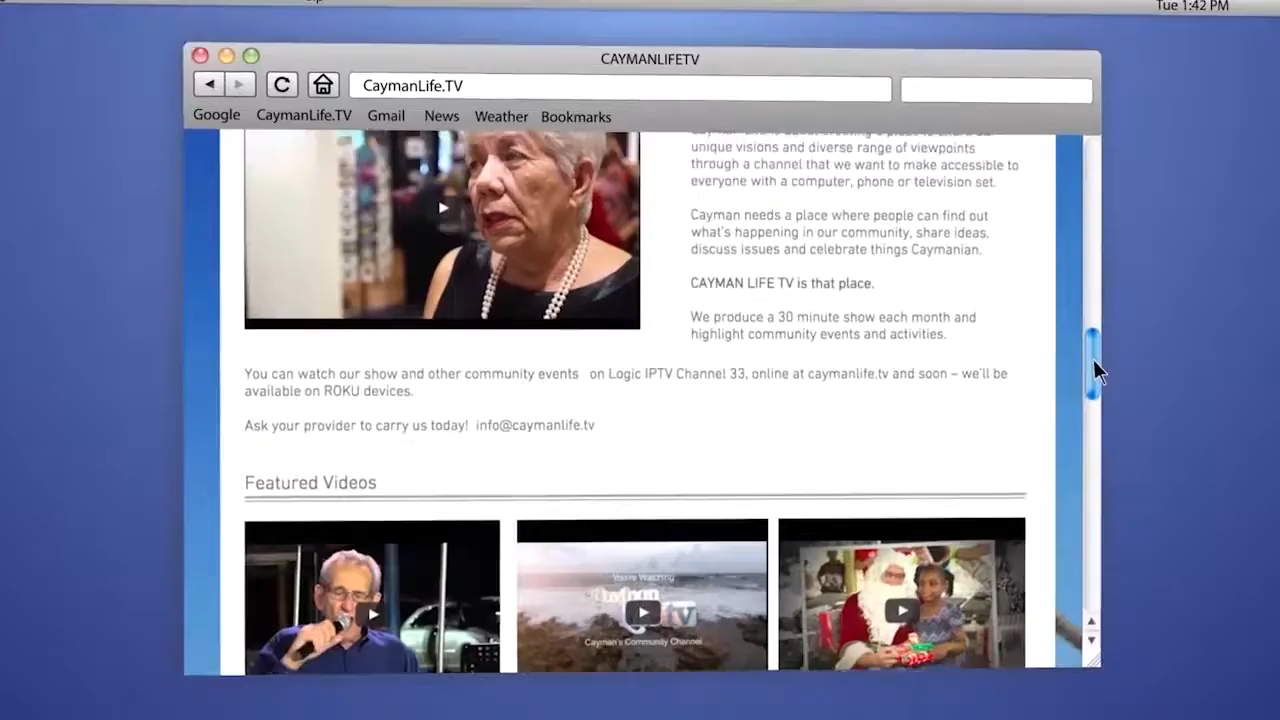 Tue 1:42 PM
CAYMANLIFETV
CaymanLife.TV
Google CaymanLife.TV Gmail News Weather Bookmarks
unique visions and diverse range of viewpoints
through a channel that we want to make accessible to
everyone with a computer, phone or television set.
Cayman needs a place where people can find out
what's happening in our community, share ideas,
discuss issues and celebrate things Caymanian.
CAYMAN LIFE TV is that place.
We produce a 30 minute show each month and
highlight community events and activities.
You can watch our show and other community events on Logic IPTV Channel 33, online at caymanlife.tv and soon – we'll be
available on ROKU devices.
Ask your provider to carry us today! info@caymanlife.tv
Featured Videos
You're Watching
tv
Cayman's Community Channel